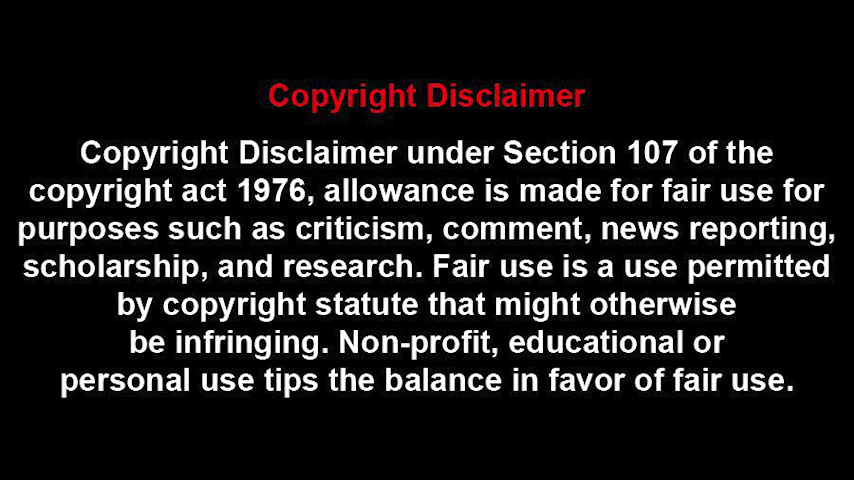 Copyright Disclaimer
Copyright Disclaimer under Section 107 of the
copyright act 1976, allowance is made for fair use for
purposes such as criticism, comment, news reporting,
scholarship, and research. Fair use is a use permitted
by copyright statute that might otherwise
be infringing. Non-profit, educational or
personal use tips the balance in favor of fair use.